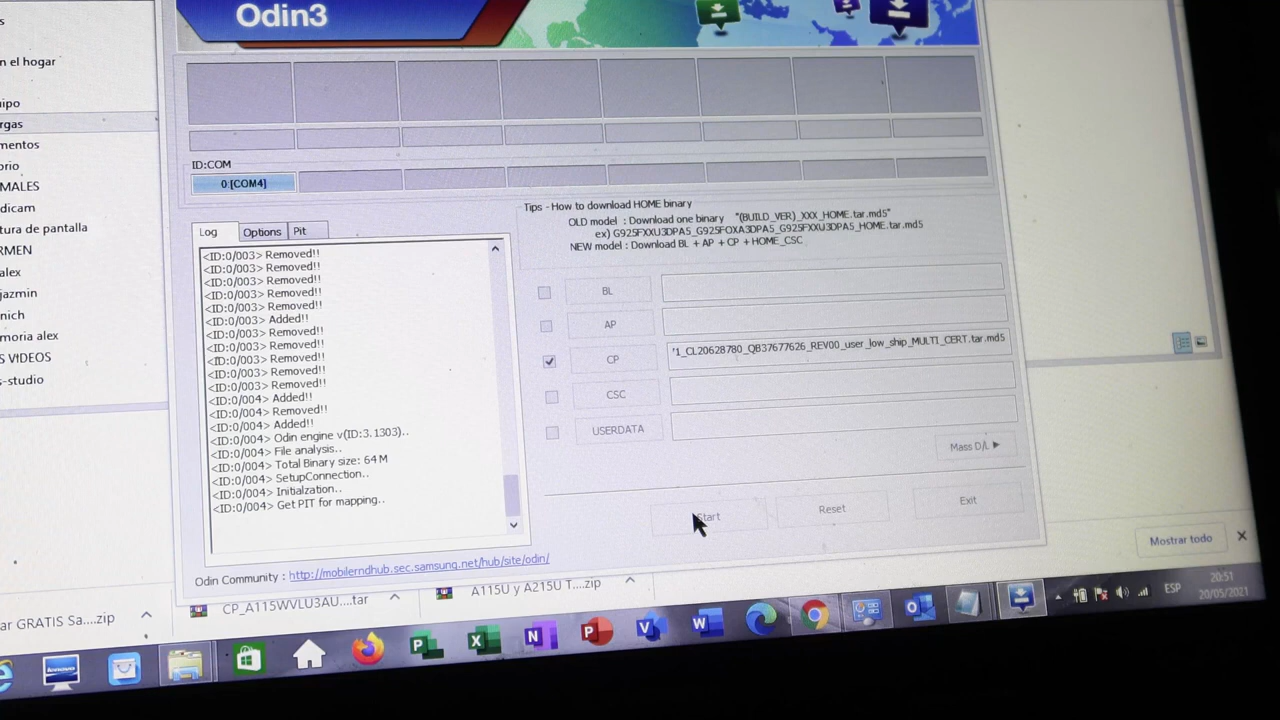 Odin3
s
n el hogar
ipo
rgas
mentos
orio
MALES
dicam
tura de pantalla
RMEN
alex
jazmin
nich
moria alex
S VIDEOS
s-studio
ID:COM
0:[COM4]
Log
Options
Pit
<ID:0/003> Removed!!
<ID:0/003> Removed!!
<ID:0/003> Removed!!
<ID:0/003> Removed!!
<ID:0/003> Removed!!
<ID:0/003> Added!!
<ID:0/003> Removed!!
<ID:0/003> Removed!!
<ID:0/003> Removed!!
<ID:0/003> Removed!!
<ID:0/003> Removed!!
<ID:0/004> Added!!
<ID:0/004> Removed!!
<ID:0/004> Added!!
<ID:0/004> Odin engine v(ID:3.1303)..
<ID:0/004> File analysis..
<ID:0/004> Total Binary size: 64 M
<ID:0/004> SetupConnection..
<ID:0/004> Initialzation..
<ID:0/004> Get PIT for mapping..
Tips - How to download HOME binary
OLD model : Download one binary "(BUILD_VER)_XXX_HOME.tar.md5"
ex) G925FXXU3DPA5_G925FOXA3DPA5_G925FXXU3DPA5_HOME.tar.md5
NEW model : Download BL + AP + CP + HOME_CSC
BL
AP
CP
'1_CL20628780_QB37677626_REV00_user_low_ship_MULTI_CERT.tar.md5
CSC
USERDATA
Mass D/L
Start
Reset
Exit
Odin Community : http://mobilerndhub.sec.samsung.net/hub/site/odin/
Mostrar todo
ar GRATIS Sa....zip
CP_A115WVLU3AU....tar
A115U y A215U T....zip
ESP
20:51
20/05/2021